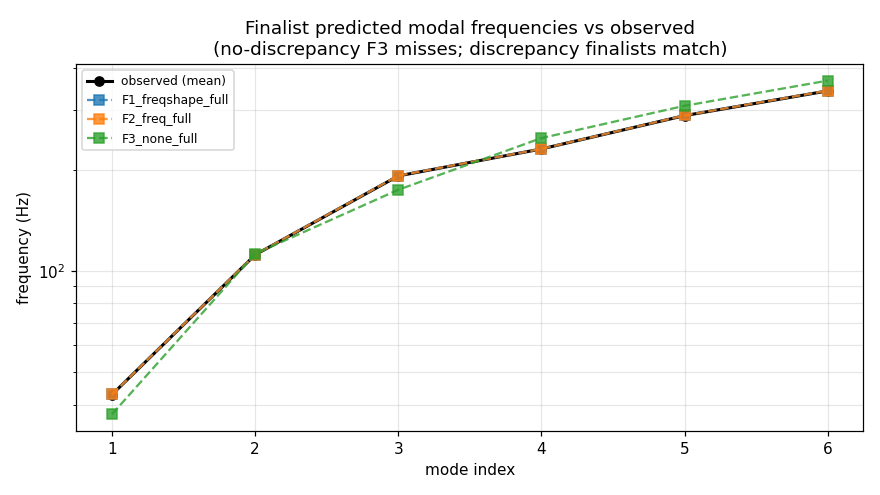 Finalist predicted modal frequencies vs observed
(no-discrepancy F3 misses; discrepancy finalists match)
observed (mean)
F1_freqshape_full
F2_freq_full
F3_none_full
frequency (Hz)
10²
1 2 3 4 5 6
mode index